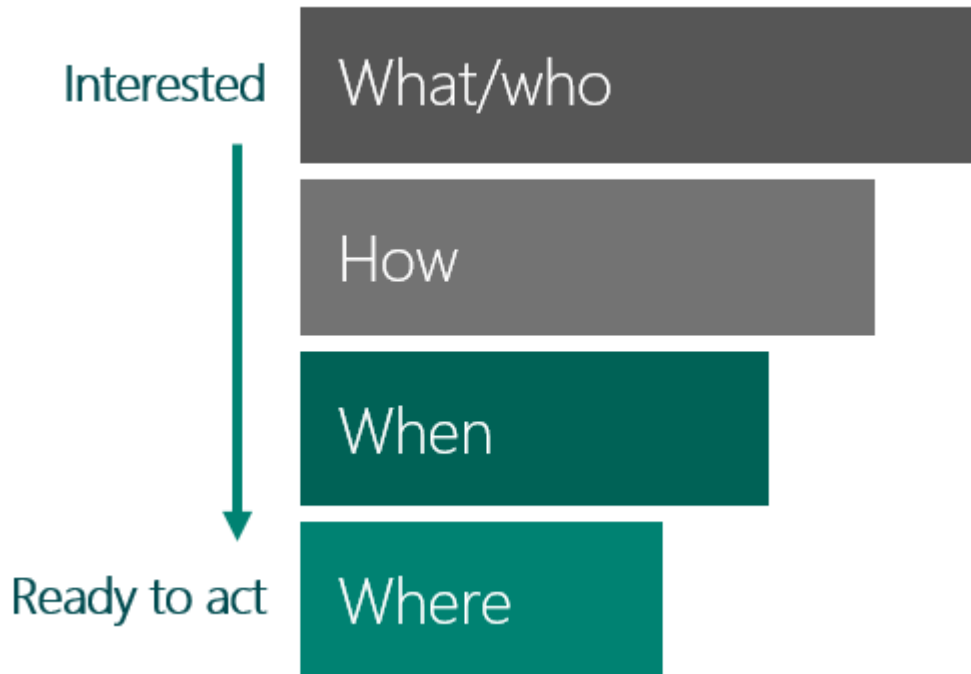 Interested
What/who
How
When
Ready to act
Where